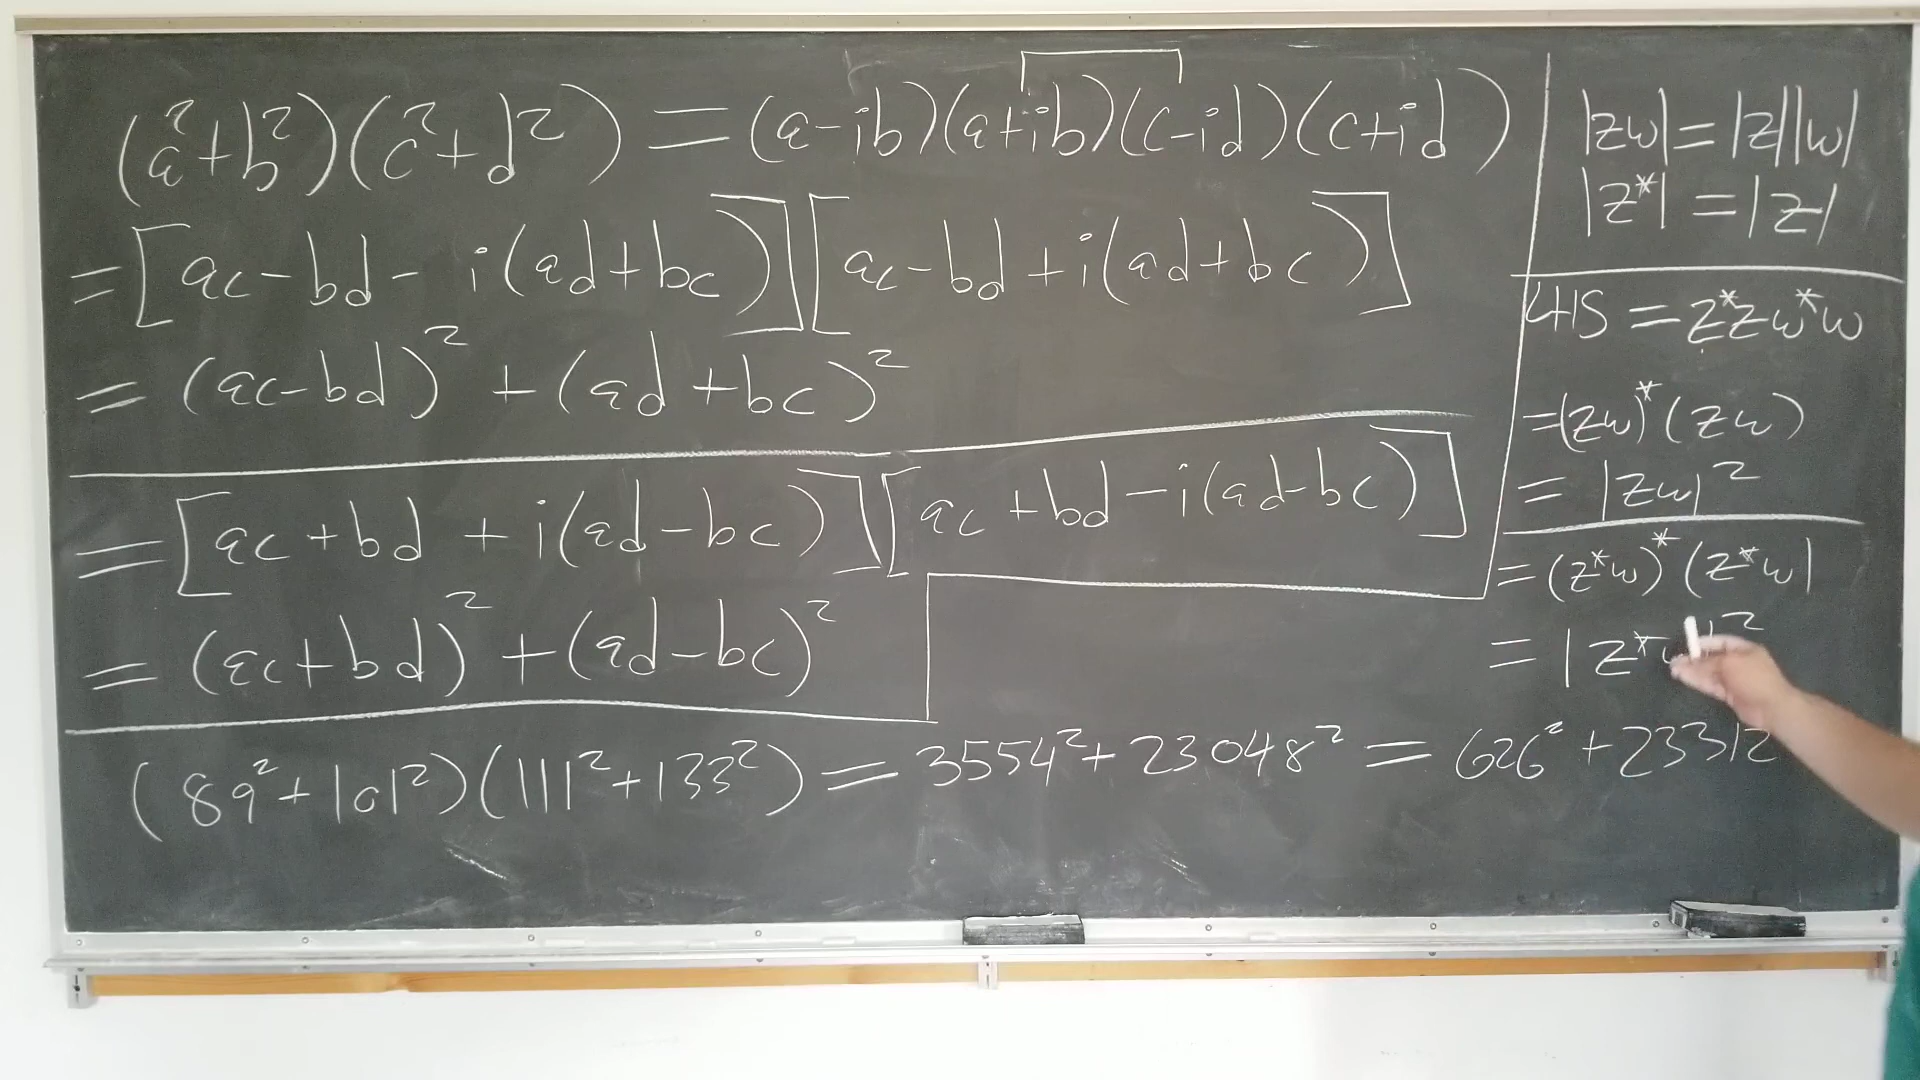 (a²+b²)(c²+d²) = (a-ib)(a+ib)(c-id)(c+id)
= [ac-bd-i(ad+bc)][ac-bd+i(ad+bc)]
= (ac-bd)² + (ad+bc)²
= [ac+bd+i(ad-bc)][ac+bd-i(ad-bc)]
= (ac+bd)² + (ad-bc)²
(89²+101²)(111²+133²) = 3554²+23048² = 626²+23312
|zw| = |z||w|
|z*| = |z|
LHS = z*zw*w
= (zw)*(zw)
= |zw|²
= (z*w)*(z*w|
= |z*w|²